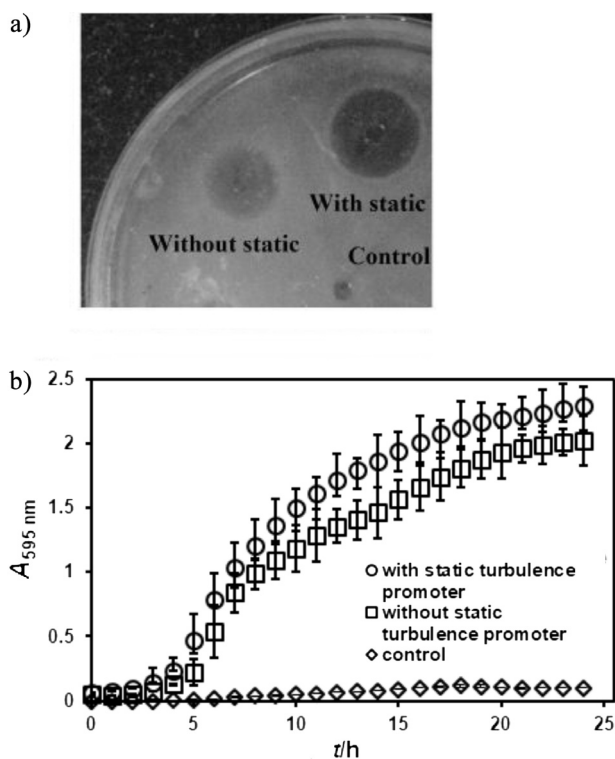 a)
With static
Without static
Control
b)
2.5
2
1.5
1
0.5
0
A595 nm
with static turbulence
promoter
without static
turbulence promoter
control
0
5
10
15
20
25
t/h